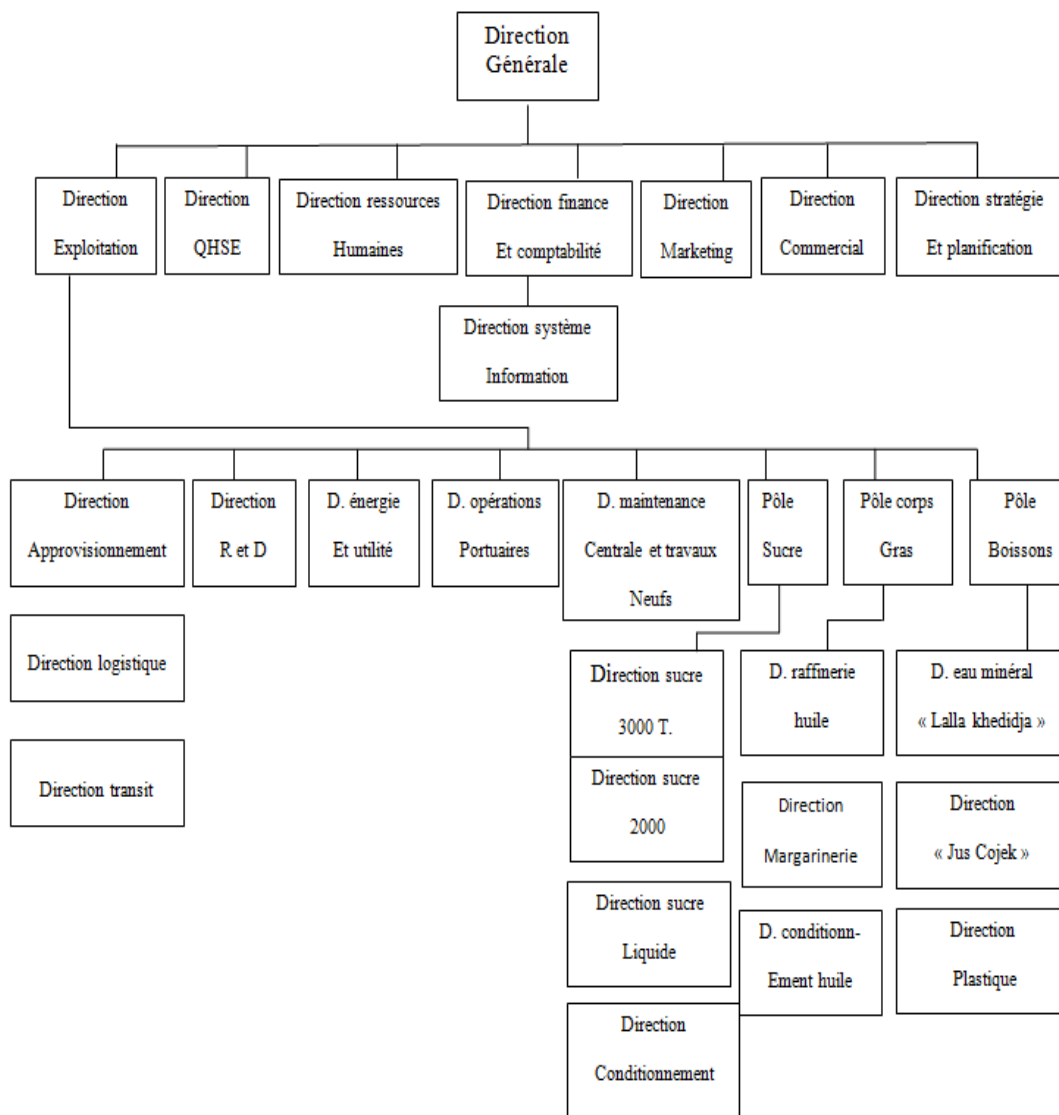 Direction
Générale
Direction
Exploitation
Direction
QHSE
Direction ressources
Humaines
Direction finance
Et comptabilité
Direction
Marketing
Direction
Commercial
Direction stratégie
Et planification
Direction système
Information
Direction
Approvisionnement
Direction
R et D
D. énergie
Et utilité
D. opérations
Portuaires
D. maintenance
Centrale et travaux
Neufs
Pôle
Sucre
Pôle corps
Gras
Pôle
Boissons
Direction logistique
Direction transit
Direction sucre
3000 T.
Direction sucre
2000
Direction sucre
Liquide
Direction
Conditionnement
D. raffinerie
huile
Direction
Margarinerie
D. conditionn-
Ement huile
D. eau minéral
« Lalla khedidja »
Direction
« Jus Cojek »
Direction
Plastique